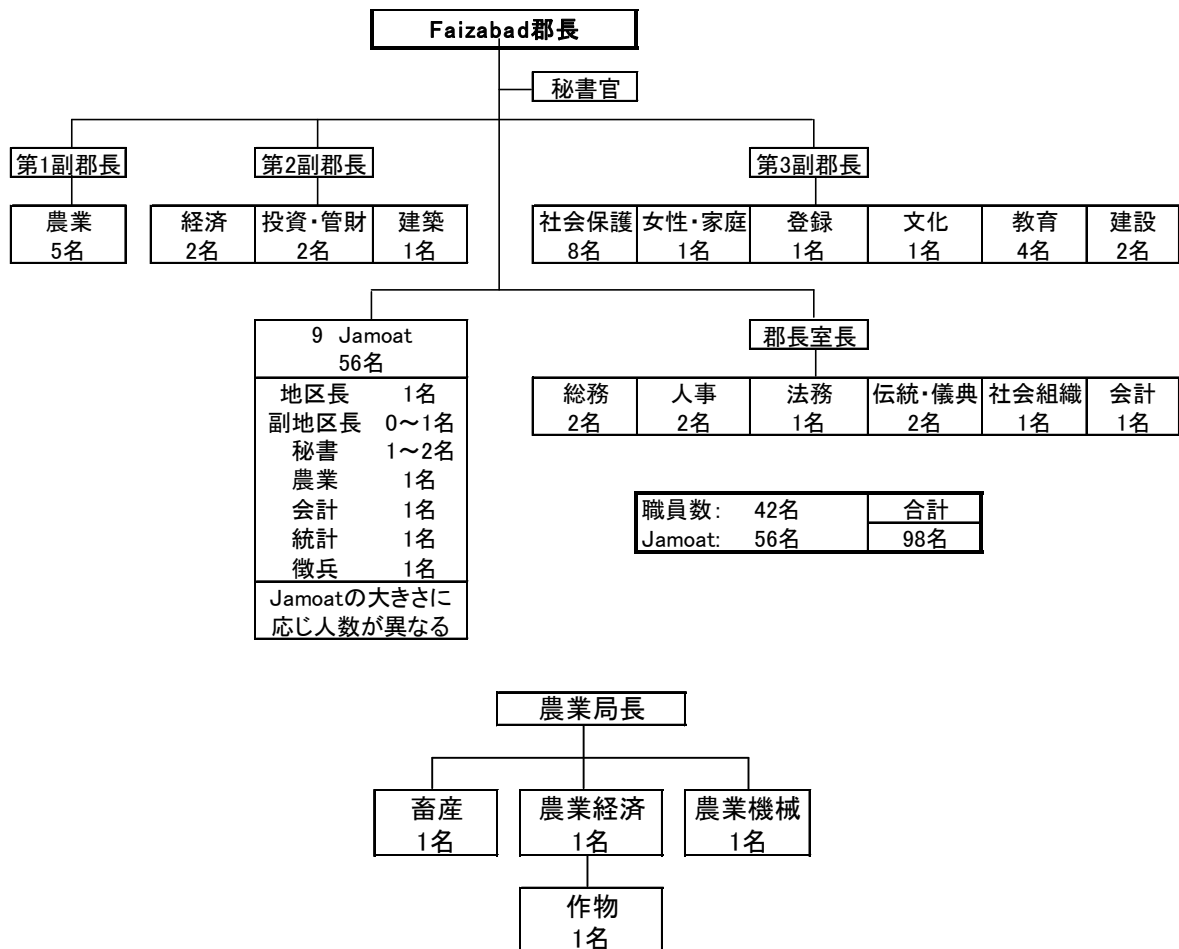 Faizabad郡長
秘書官
第1副郡長 第2副郡長 第3副郡長
農業 経済 投資・管財 建築 社会保護 女性・家庭 登録 文化 教育 建設
5名 2名 2名 1名 8名 1名 1名 1名 4名 2名
9 Jamoat
56名
地区長 1名
副地区長 0～1名
秘書 1～2名
農業 1名
会計 1名
統計 1名
徴兵 1名
Jamoatの大きさに
応じ人数が異なる
郡長室長
総務 人事 法務 伝統・儀典 社会組織 会計
2名 2名 1名 2名 1名 1名
職員数: 42名 合計
Jamoat: 56名 98名
農業局長
畜産 農業経済 農業機械
1名 1名 1名
作物
1名